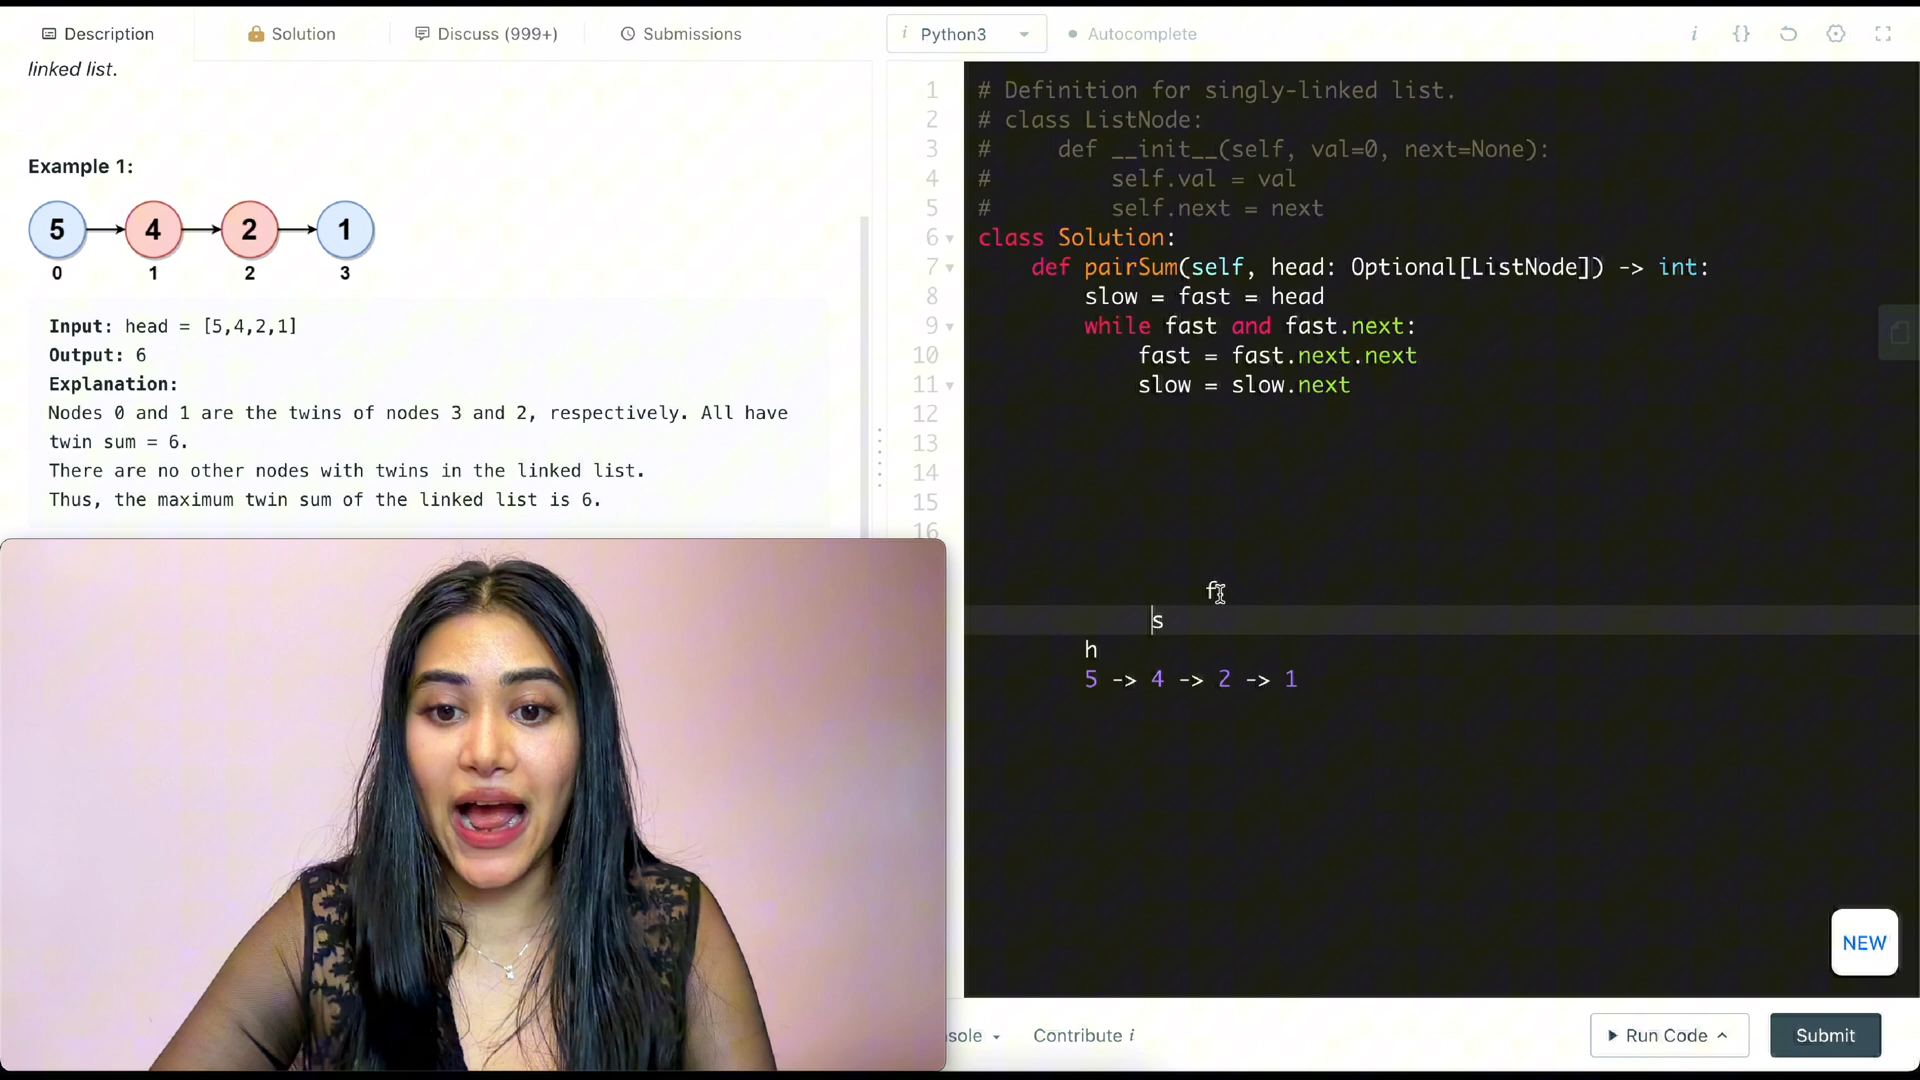 Description
Solution
Discuss (999+)
Submissions
i Python3
Autocomplete
i {}
linked list.
Example 1:
5 4 2 1
0 1 2 3
Input: head = [5,4,2,1]
Output: 6
Explanation:
Nodes 0 and 1 are the twins of nodes 3 and 2, respectively. All have
twin sum = 6.
There are no other nodes with twins in the linked list.
Thus, the maximum twin sum of the linked list is 6.
1 # Definition for singly-linked list.
2 # class ListNode:
3 #     def __init__(self, val=0, next=None):
4 #         self.val = val
5 #         self.next = next
6 class Solution:
7     def pairSum(self, head: Optional[ListNode]) -> int:
8         slow = fast = head
9         while fast and fast.next:
10             fast = fast.next.next
11             slow = slow.next
12
13
14
15
16
f
s
h
5 -> 4 -> 2 -> 1
NEW
Contribute i
Run Code
Submit